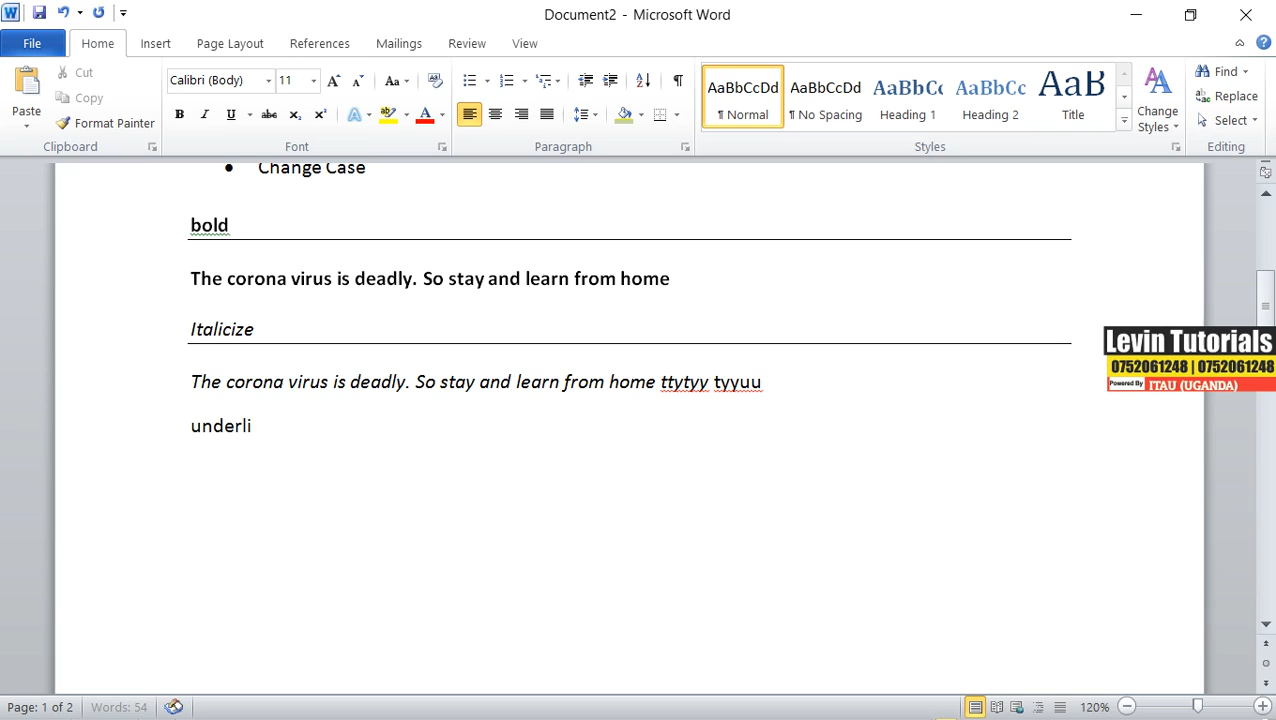 Document2 - Microsoft Word
File Home Insert Page Layout References Mailings Review View
Paste
Cut
Copy
Format Painter
Clipboard
Calibri (Body) 11
Font
Paragraph
AaBbCcDd AaBbCcDd AaBbCc AaBbCc AaB
¶ Normal ¶ No Spacing Heading 1 Heading 2 Title
Change Styles
Styles
Find
Replace
Select
Editing
• Change Case
bold
The corona virus is deadly. So stay and learn from home
Italicize
The corona virus is deadly. So stay and learn from home ttytyy tyyuu
underli
Levin Tutorials
0752061248 | 0752061248
Powered By ITAU (UGANDA)
Page: 1 of 2 Words: 54 120%